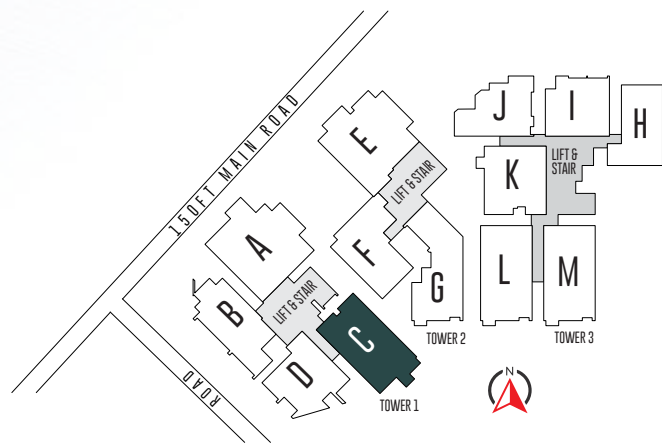 150FT MAIN ROAD
J
I
H
E
LIFT &
STAIR
K
LIFT & STAIR
A
F
L
M
G
B
LIFT & STAIR
C
TOWER 2
TOWER 3
D
ROAD
TOWER 1
N